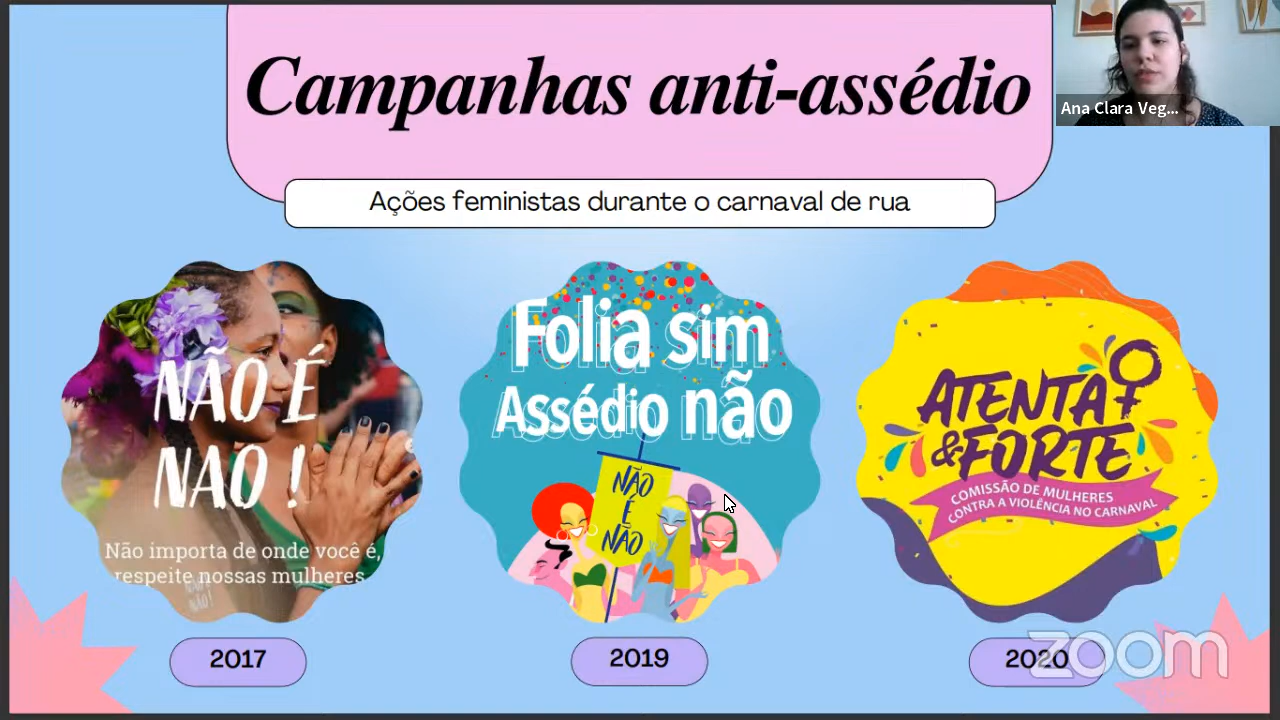 Campanhas anti-assédio
Ana Clara Veg...
Ações feministas durante o carnaval de rua
NÃO É
NAO !
Não importa de onde você é,
respeite nossas mulheres
NÃO!
2017
Folia sim
Assédio não
NÃO
É
NÃO
2019
ATENTA
&FORTE
COMISSÃO DE MULHERES
CONTRA A VIOLÊNCIA NO CARNAVAL
2020
zoom